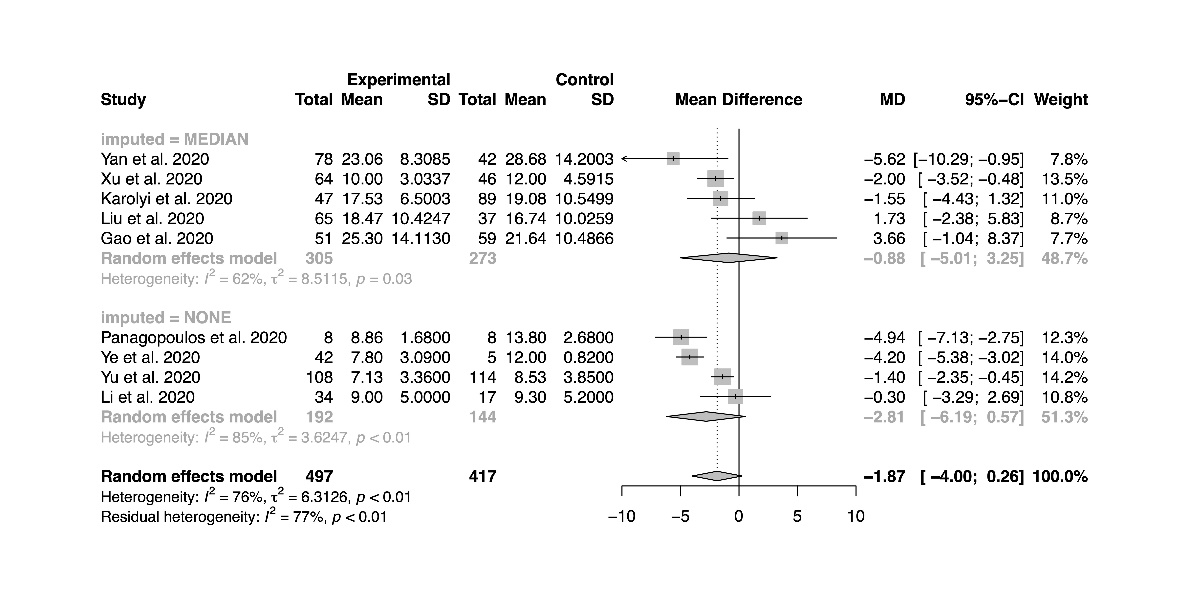 Experimental Control
Study Total Mean SD Total Mean SD Mean Difference MD 95%−CI Weight
imputed = MEDIAN
Yan et al. 2020 78 23.06 8.3085 42 28.68 14.2003 −5.62 [−10.29; −0.95] 7.8%
Xu et al. 2020 64 10.00 3.0337 46 12.00 4.5915 −2.00 [ −3.52; −0.48] 13.5%
Karolyi et al. 2020 47 17.53 6.5003 89 19.08 10.5499 −1.55 [ −4.43; 1.32] 11.0%
Liu et al. 2020 65 18.47 10.4247 37 16.74 10.0259 1.73 [ −2.38; 5.83] 8.7%
Gao et al. 2020 51 25.30 14.1130 59 21.64 10.4866 3.66 [ −1.04; 8.37] 7.7%
Random effects model 305 273 −0.88 [ −5.01; 3.25] 48.7%
Heterogeneity: I² = 62%, τ² = 8.5115, p = 0.03
imputed = NONE
Panagopoulos et al. 2020 8 8.86 1.6800 8 13.80 2.6800 −4.94 [ −7.13; −2.75] 12.3%
Ye et al. 2020 42 7.80 3.0900 5 12.00 0.8200 −4.20 [ −5.38; −3.02] 14.0%
Yu et al. 2020 108 7.13 3.3600 114 8.53 3.8500 −1.40 [ −2.35; −0.45] 14.2%
Li et al. 2020 34 9.00 5.0000 17 9.30 5.2000 −0.30 [ −3.29; 2.69] 10.8%
Random effects model 192 144 −2.81 [ −6.19; 0.57] 51.3%
Heterogeneity: I² = 85%, τ² = 3.6247, p < 0.01
Random effects model 497 417 −1.87 [ −4.00; 0.26] 100.0%
Heterogeneity: I² = 76%, τ² = 6.3126, p < 0.01
Residual heterogeneity: I² = 77%, p < 0.01
−10 −5 0 5 10